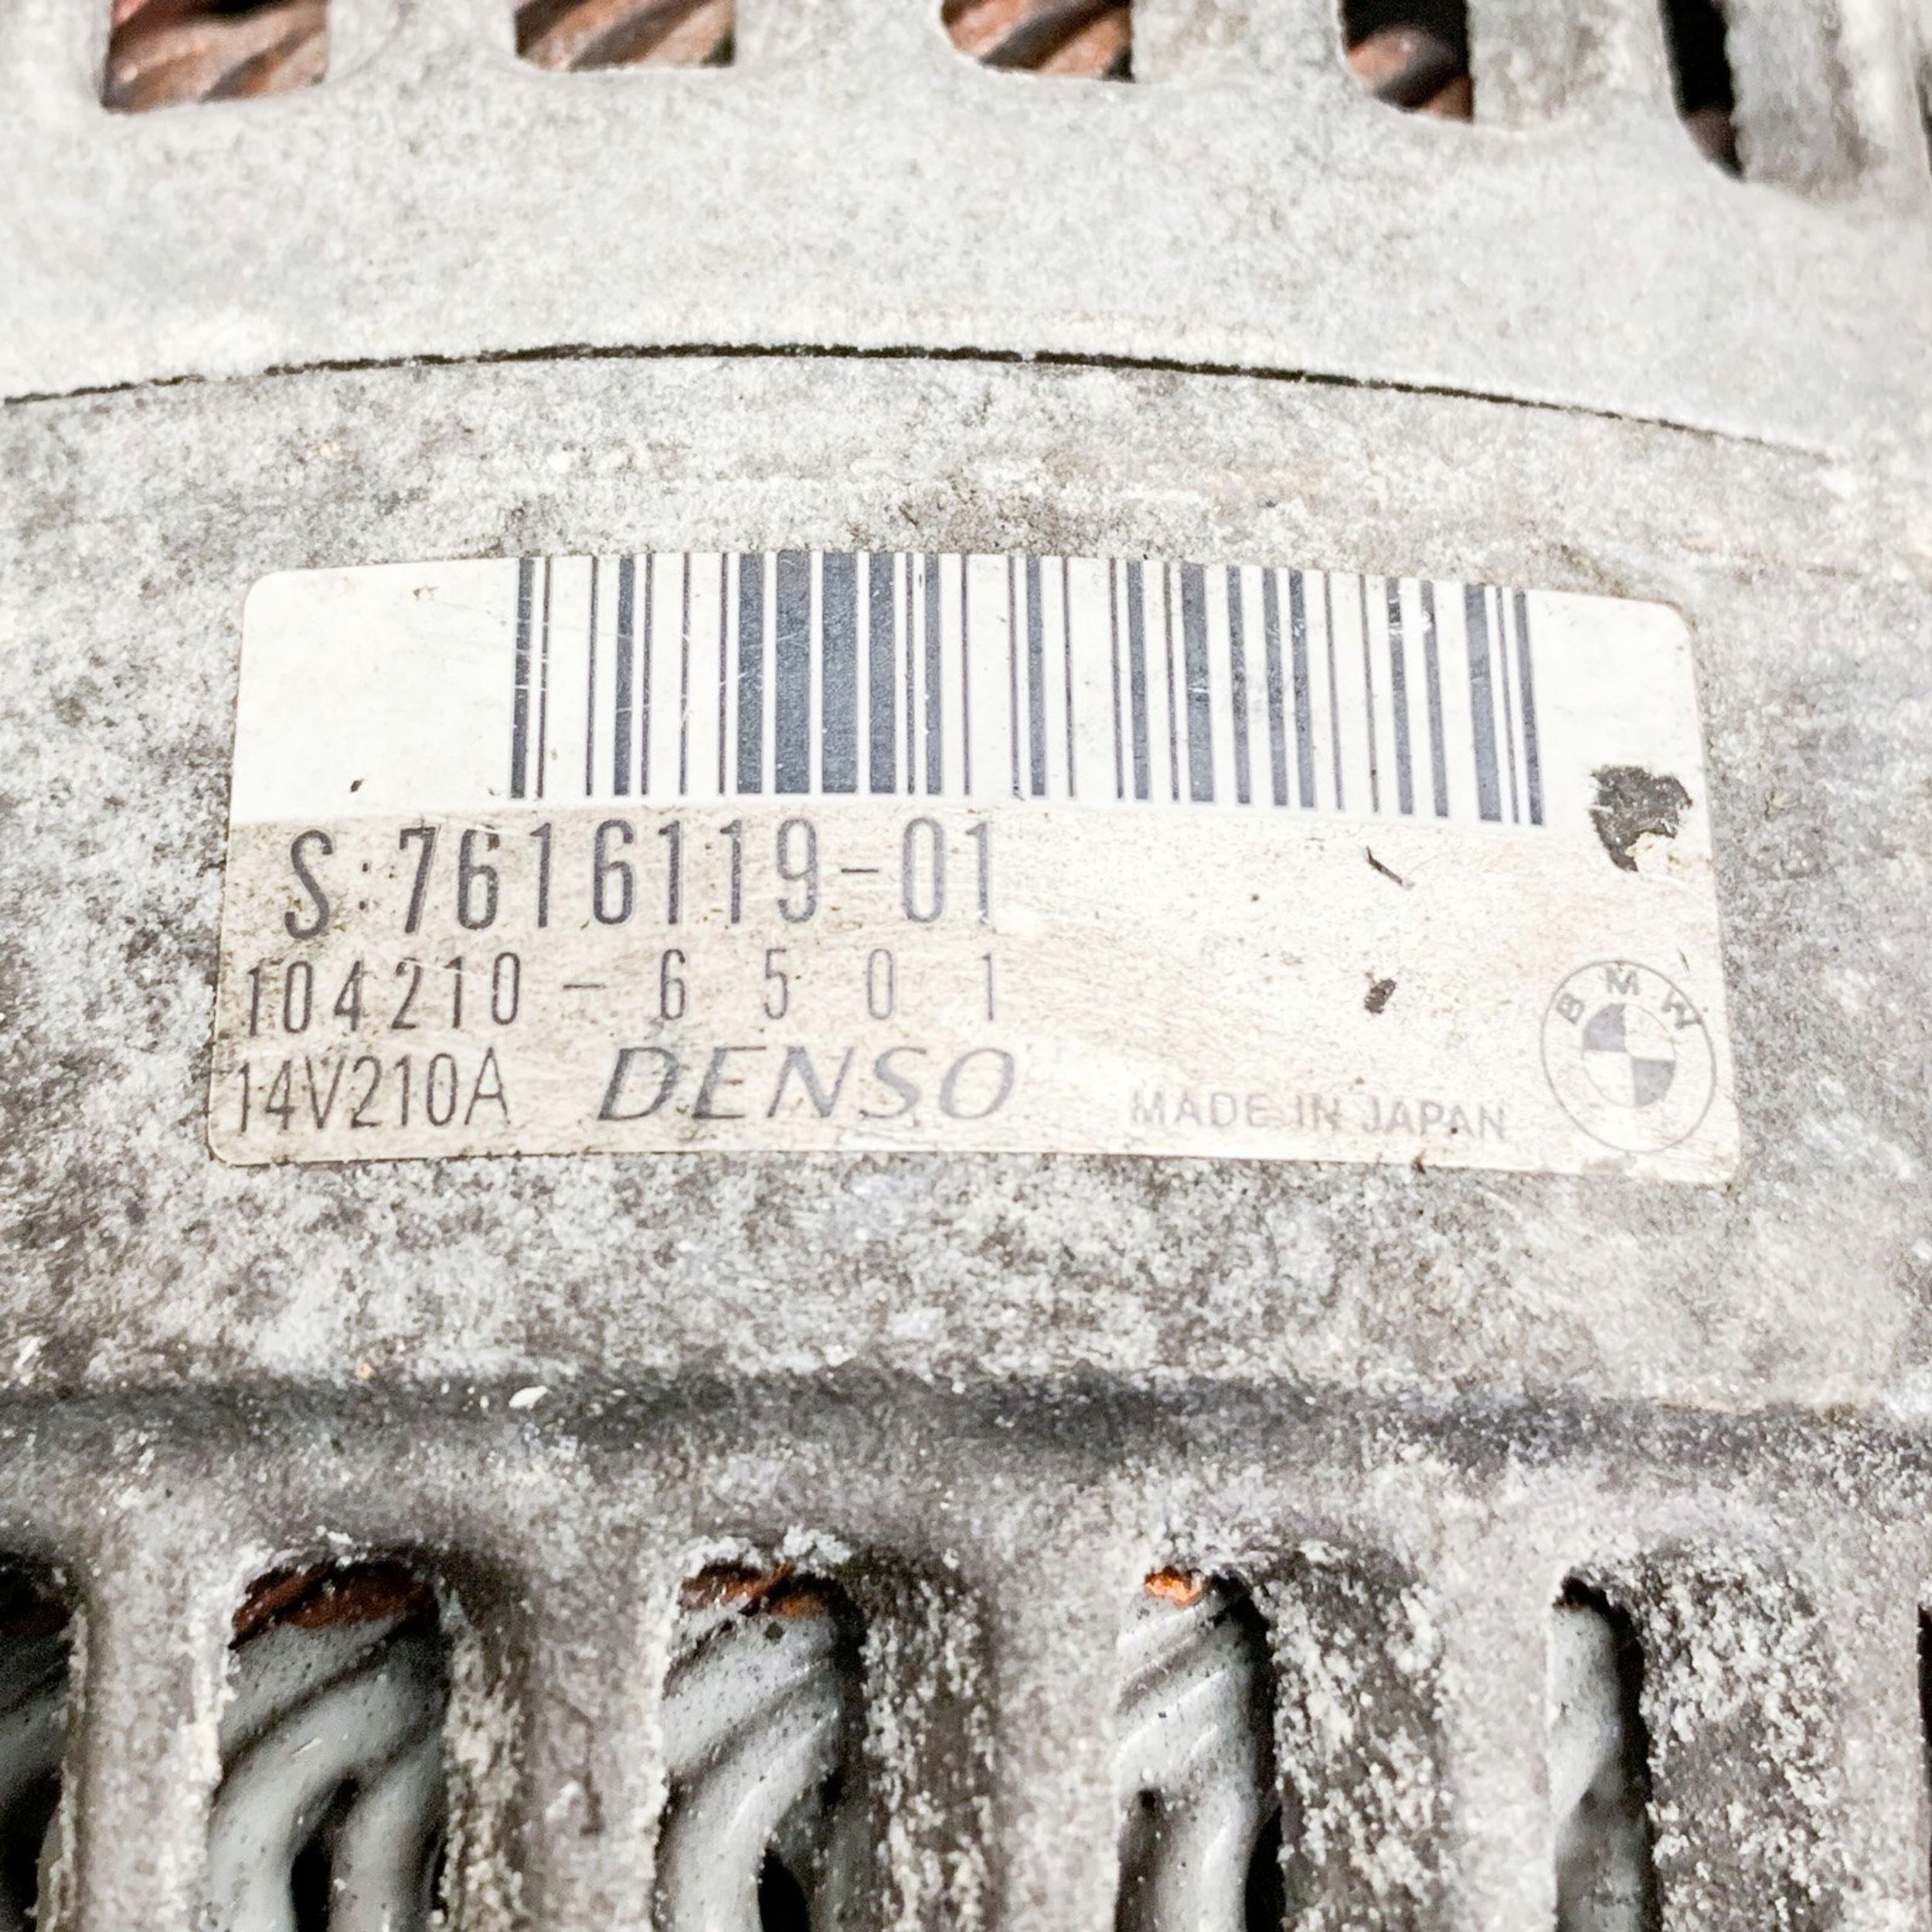 S:7616119-01
104210-6501
14V210A DENSO MADE IN JAPAN
BMW